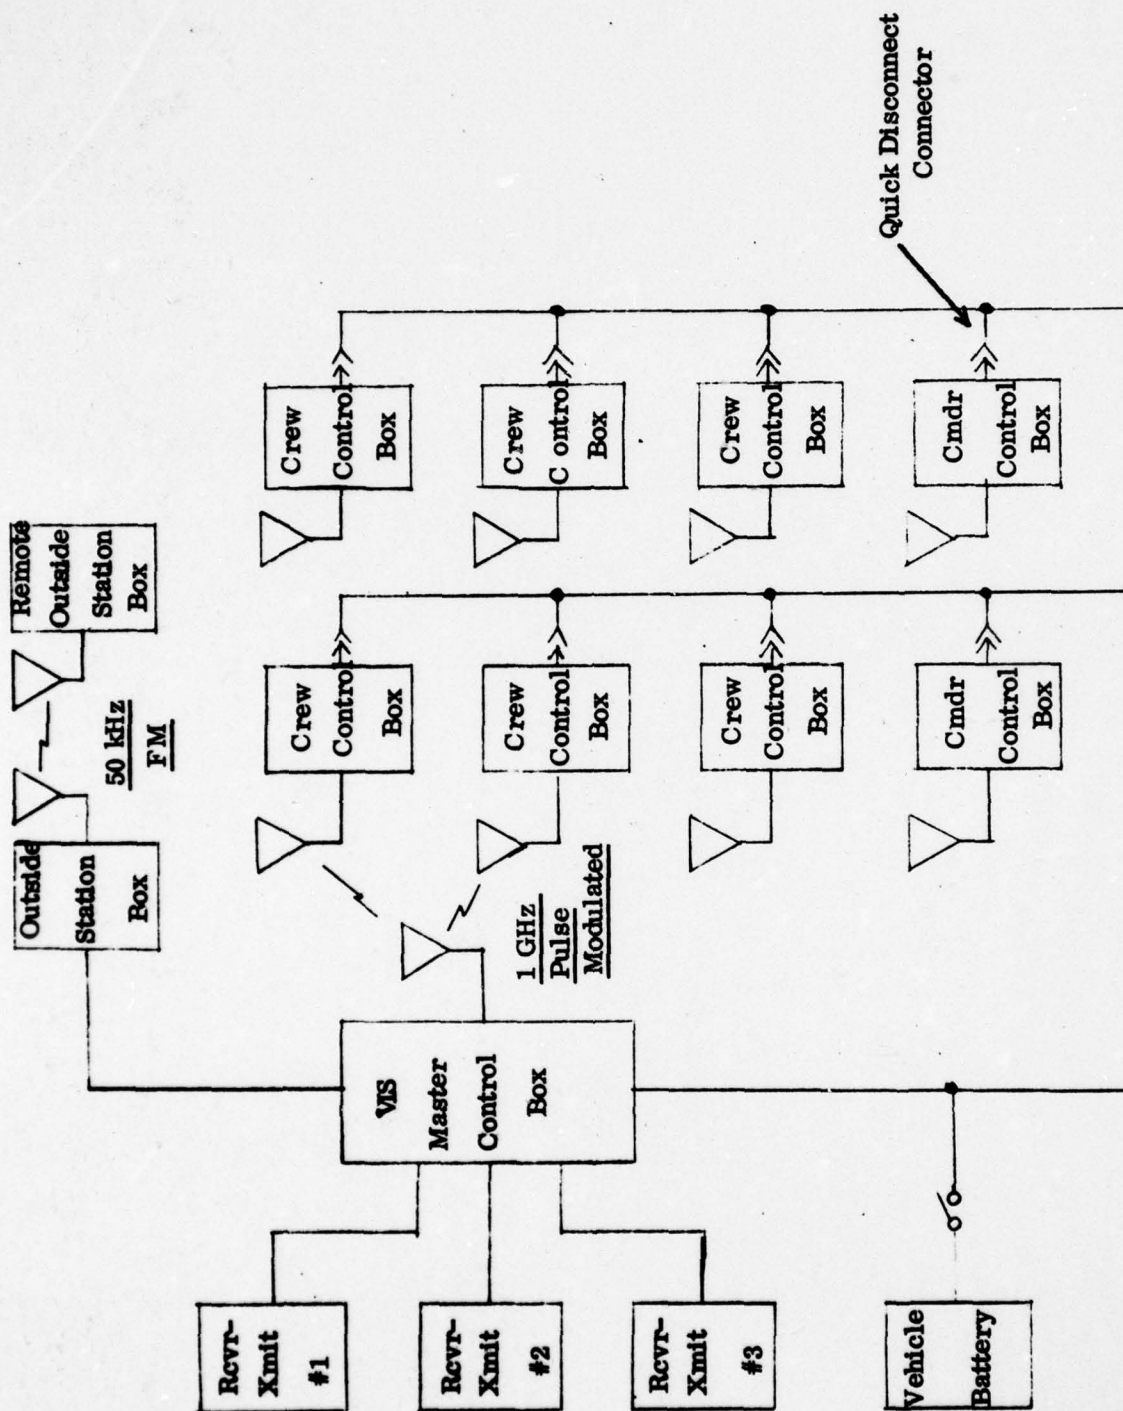 Rcvr-
Xmit
#1
Rcvr-
Xmit
#2
Rcvr-
Xmit
#3
Vehicle
Battery
VIS
Master
Control
Box
Outside
Station
Box
50 kHz
FM
Remote
Outside
Station
Box
1 GHz
Pulse
Modulated
Crew
Control
Box
Crew
Control
Box
Crew
Control
Box
Cmdr
Control
Box
Crew
Control
Box
Crew
C ontrol
Box
Crew
Control
Box
Cmdr
Control
Box
Quick Disconnect
Connector